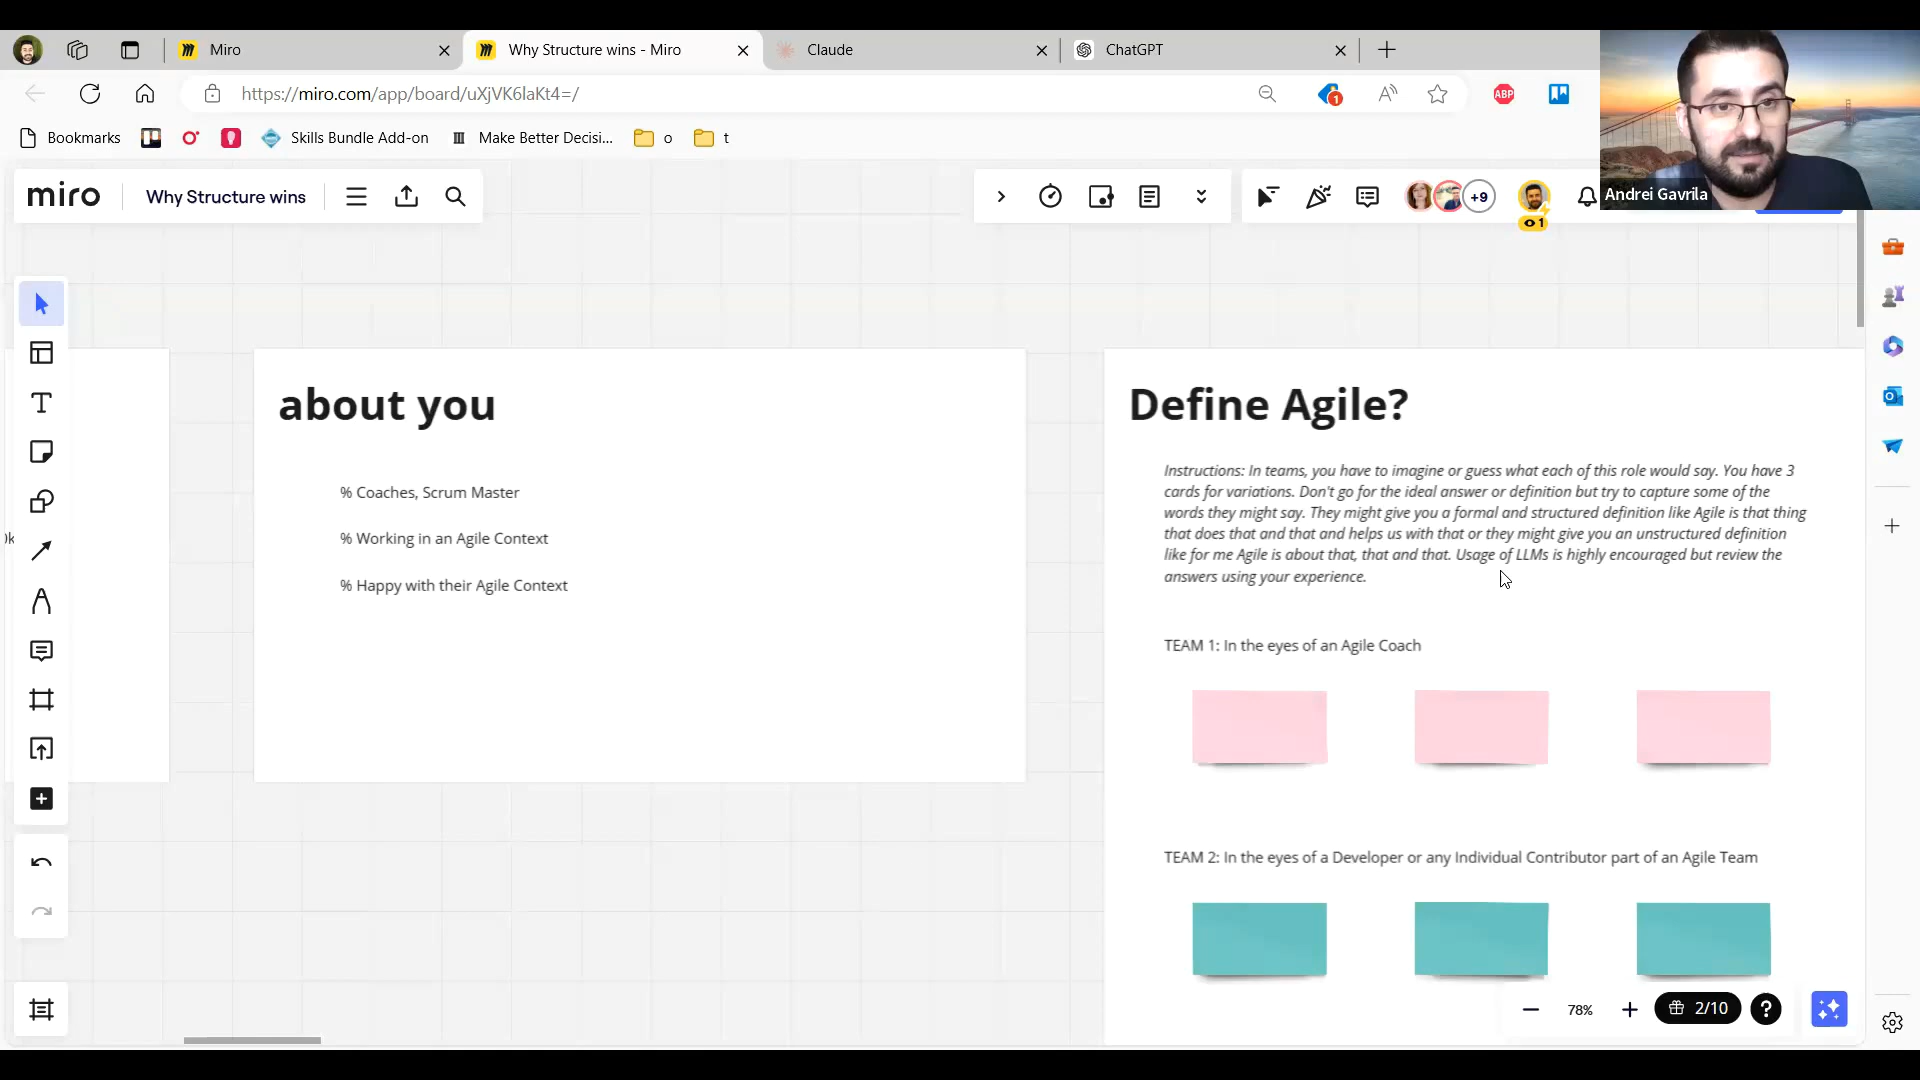 Miro
Why Structure wins - Miro
Claude
ChatGPT
https://miro.com/app/board/uXjVK6laKt4=/
1
ABP
Bookmarks
Skills Bundle Add-on
Make Better Decisi...
o
t
Andrei Gavrila
miro
Why Structure wins
+9
1
about you
% Coaches, Scrum Master
% Working in an Agile Context
% Happy with their Agile Context
Define Agile?
Instructions: In teams, you have to imagine or guess what each of this role would say. You have 3
cards for variations. Don't go for the ideal answer or definition but try to capture some of the
words they might say. They might give you a formal and structured definition like Agile is that thing
that does that and that and helps us with that or they might give you an unstructured definition
like for me Agile is about that, that and that. Usage of LLMs is highly encouraged but review the
answers using your experience.
TEAM 1: In the eyes of an Agile Coach
TEAM 2: In the eyes of a Developer or any Individual Contributor part of an Agile Team
78%
2/10
?